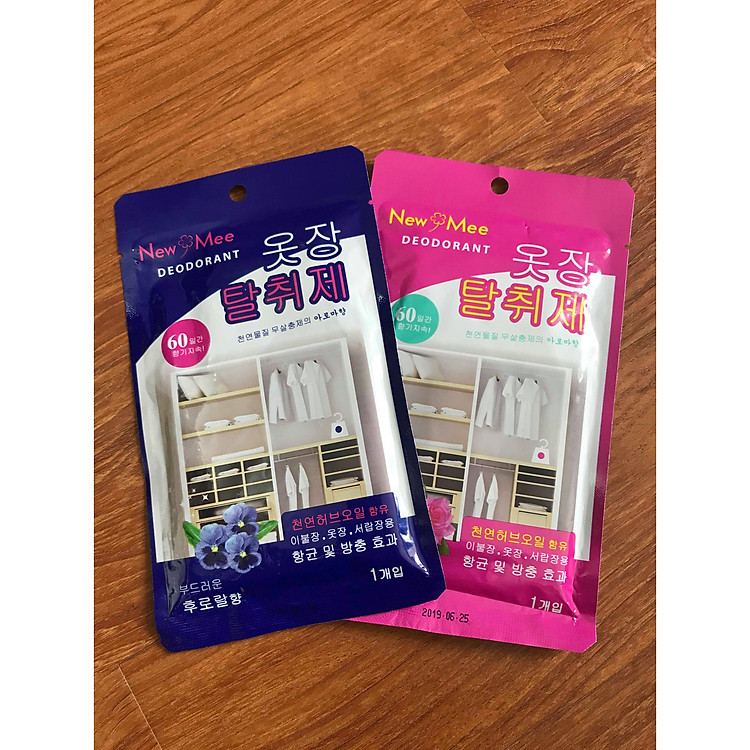 New Mee
DEODORANT
옷장
탈취제
60일간
향기지속!
천연물질 무살충제의 아로마향
천연허브오일 함유
이불장.옷장.서랍장용
항균 및 방충 효과
1개입
부드러운
후로랄향
New Mee
DEODORANT
옷장
탈취제
60일간
향기지속!
천연물질 무살충제의 아로마향
천연허브오일 함유
이불장.옷장.서랍장용
항균 및 방충 효과
1개입
2019.06.25